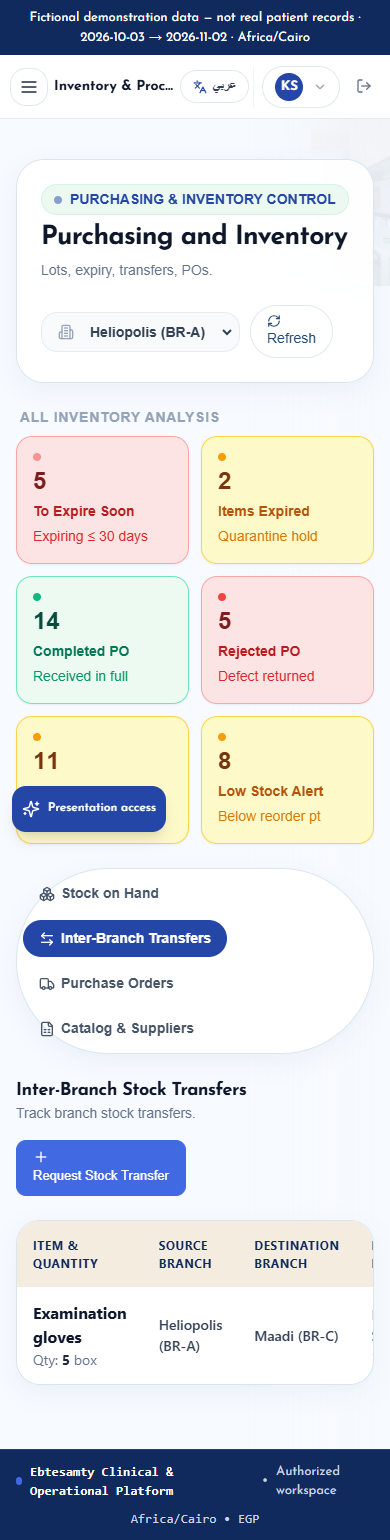 Fictional demonstration data — not real patient records ·
2026-10-03 → 2026-11-02 · Africa/Cairo
Inventory & Proc...
عربي
KS
PURCHASING & INVENTORY CONTROL
Purchasing and Inventory
Lots, expiry, transfers, POs.
Heliopolis (BR-A)
Refresh
ALL INVENTORY ANALYSIS
5
To Expire Soon
Expiring ≤ 30 days
2
Items Expired
Quarantine hold
14
Completed PO
Received in full
5
Rejected PO
Defect returned
11
Presentation access
8
Low Stock Alert
Below reorder pt
Stock on Hand
Inter-Branch Transfers
Purchase Orders
Catalog & Suppliers
Inter-Branch Stock Transfers
Track branch stock transfers.
Request Stock Transfer
ITEM &
QUANTITY
SOURCE
BRANCH
DESTINATION
BRANCH
Examination
gloves
Qty: 5 box
Heliopolis
(BR-A)
Maadi (BR-C)
Ebtesamty Clinical &
Operational Platform
• Authorized
workspace
Africa/Cairo • EGP